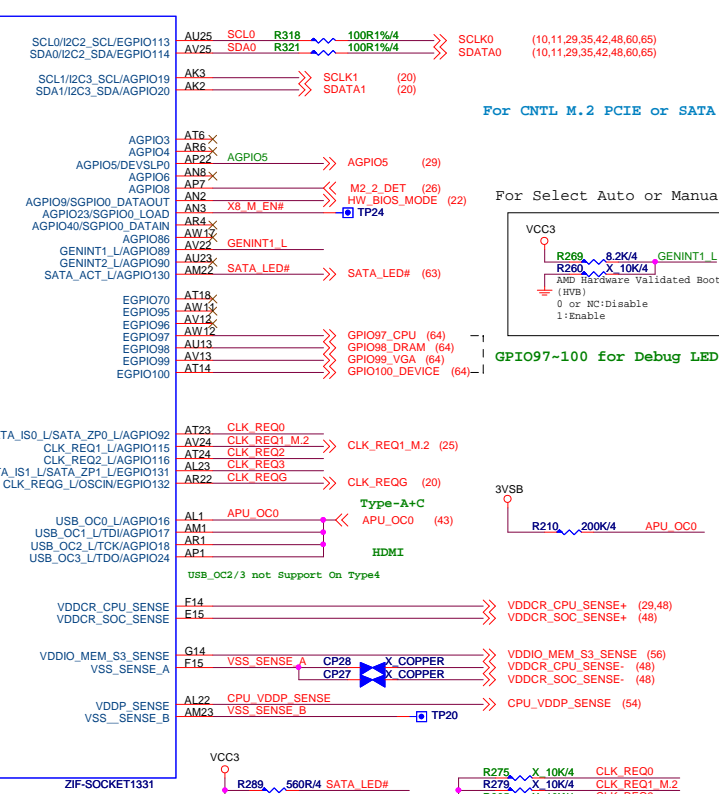 SCL0/I2C2_SCL/EGPIO113 AU25 SCL0 R318 100R1%/4 SCLK0 (10,11,29,35,42,48,60,65)
SDA0/I2C2_SDA/EGPIO114 AV25 SDA0 R321 100R1%/4 SDATA0 (10,11,29,35,42,48,60,65)
SCL1/I2C3_SCL/AGPIO19 AK3 SCLK1 (20)
SDA1/I2C3_SDA/AGPIO20 AK2 SDATA1 (20)
For CNTL M.2 PCIE or SATA
AGPIO3 AT6
AGPIO4 AR6
AGPIO5/DEVSLP0 AP22 AGPIO5 AGPIO5 (29)
AGPIO6 AN8
AGPIO8 AP7 M2_2_DET (26)
AGPIO9/SGPIO0_DATAOUT AN2 HW_BIOS_MODE (22)
AGPIO23/SGPIO0_LOAD AN3 X8_M_EN# TP24
AGPIO40/SGPIO0_DATAIN AR4
AGPIO86 AW17
GENINT1_L/AGPIO89 AV22 GENINT1_L
GENINT2_L/AGPIO90 AU23
SATA_ACT_L/AGPIO130 AM22 SATA_LED# SATA_LED# (63)
For Select Auto or Manua
VCC3
R269 8.2K/4 GENINT1_L
R260 X_10K/4
AMD Hardware Validated Boot
(HVB)
0 or NC:Disable
1:Enable
EGPIO70 AT18
EGPIO95 AW11
EGPIO96 AV12
EGPIO97 AW12 GPIO97_CPU (64)
EGPIO98 AU13 GPIO98_DRAM (64)
EGPIO99 AV13 GPIO99_VGA (64)
EGPIO100 AT14 GPIO100_DEVICE (64)
GPIO97~100 for Debug LED
TA_IS0_L/SATA_ZP0_L/AGPIO92 AT23 CLK_REQ0
CLK_REQ1_L/AGPIO115 AV24 CLK_REQ1_M.2 CLK_REQ1_M.2 (25)
CLK_REQ2_L/AGPIO116 AT24 CLK_REQ2
A_IS1_L/SATA_ZP1_L/EGPIO131 AL23 CLK_REQ3
CLK_REQG_L/OSCIN/EGPIO132 AR22 CLK_REQG CLK_REQG (20)
Type-A+C
USB_OC0_L/AGPIO16 AL1 APU_OC0 APU_OC0 (43)
USB_OC1_L/TDI/AGPIO17 AM1
USB_OC2_L/TCK/AGPIO18 AR1
USB_OC3_L/TDO/AGPIO24 AP1 HDMI
USB_OC2/3 not Support On Type4
3VSB
R210 200K/4 APU_OC0
VDDCR_CPU_SENSE F14 VDDCR_CPU_SENSE+ (29,48)
VDDCR_SOC_SENSE E15 VDDCR_SOC_SENSE+ (48)
VDDIO_MEM_S3_SENSE G14 VDDIO_MEM_S3_SENSE (56)
VSS_SENSE_A F15 VSS_SENSE_A CP28 X_COPPER VDDCR_CPU_SENSE- (48)
CP27 X_COPPER VDDCR_SOC_SENSE- (48)
VDDP_SENSE AL22 CPU_VDDP_SENSE CPU_VDDP_SENSE (54)
VSS__SENSE_B AM23 VSS_SENSE_B TP20
ZIF-SOCKET1331
VCC3
R289 560R/4 SATA_LED#
R275 X_10K/4 CLK_REQ0
R279 X_10K/4 CLK_REQ1_M.2